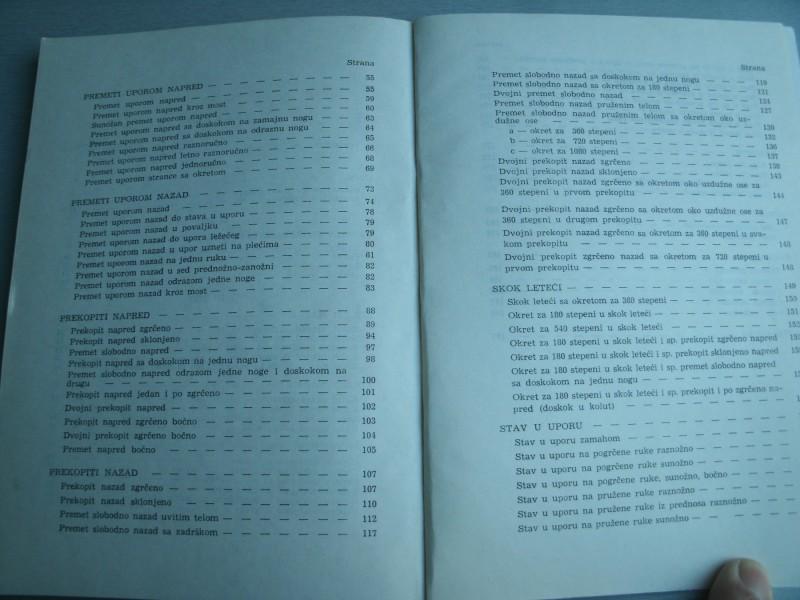 Strana
PREMETI UPOROM NAPRED — — — — — — — — 55
Premet uporom napred — — — — — — — — 55
Premet uporom napred kroz most — — — — — — 59
Sunožan premet uporom napred — — — — — — 60
Premet uporom napred sa doskokom na zamajnu nogu — — — — 63
Premet uporom napred sa doskokom na odraznu nogu — — — — 64
Premet uporom napred raznoručno — — — — — — 65
Premet uporom napred letno raznoručno — — — — — 66
Premet uporom napred jednoručno — — — — — — 68
Premet uporom strance sa okretom — — — — — — 69
PREMETI UPOROM NAZAD — — — — — — — — 73
Premet uporom nazad — — — — — — — — 74
Premet uporom nazad do stava u uporu — — — — — — 78
Premet uporom nazad u povaljku — — — — — — 79
Premet uporom nazad do upora ležećeg — — — — — 79
Premet uporom nazad u upor uzneti na plećima — — — — 80
Premet uporom nazad na jednu ruku — — — — — — 81
Premet uporom nazad u sed prednožno-zanožni — — — — 82
Premet uporom nazad odrazom jedne noge — — — — — 82
Premet uporom nazad kroz most — — — — — — 83
PREKOPITI NAPRED — — — — — — — — — 88
Prekopit napred zgrčeno — — — — — — — — 89
Prekopit napred sklonjeno — — — — — — — 94
Premet slobodno napred — — — — — — — — 97
Prekopit napred sa doskokom na jednu nogu — — — — — 98
Premet slobodno napred odrazom jedne noge i doskokom na
drugu — — — — — — — — — — 100
Prekopit napred jedan i po zgrčeno — — — — — — 101
Dvojni prekopit napred — — — — — — — — 102
Prekopit napred zgrčeno bočno — — — — — — 103
Dvojni prekopit zgrčeno bočno — — — — — — 104
Premet napred bočno — — — — — — — — 105
PREKOPITI NAZAD — — — — — — — — — 107
Prekopit nazad zgrčeno — — — — — — — — 107
Prekopit nazad sklonjeno — — — — — — — 110
Premet slobodno nazad uvitim telom — — — — — — 112
Premet slobodno nazad sa zadrškom — — — — — — 117
Strana
Premet slobodno nazad sa doskokom na jednu nogu — — — — 119
Premet slobodno nazad sa okretom za 180 stepeni — — — — 121
Dvojni premet slobodno nazad — — — — — — 124
Premet slobodno nazad pruženim telom — — — — — 127
Premet slobodno nazad pruženim telom sa okretom oko uz-
dužne ose — — — — — — — — —
a — okret za 360 stepeni — — — — — — 130
b — okret za 720 stepeni — — — — — — 132
c — okret za 1080 stepeni — — — — — — 136
Dvojni prekopit nazad zgrčeno — — — — — — 137
Dvojni prekopit nazad sklonjeno — — — — — —
Dvojni prekopit nazad zgrčeno sa okretom oko uzdužne ose za 143
360 stepeni u prvom prekopitu — — — — — — 144
Dvojni prekopit nazad zgrčeno sa okretom oko uzdužne ose za
360 stepeni u drugom prekopitu — — — — — — 147
Dvojni prekopit nazad zgrčeno sa okretom za 360 stepeni u sva-
kom prekopitu — — — — — — — — 148
Dvojni prekopit zgrčeno nazad sa okretom za 720 stepeni u
prvom prekopitu — — — — — — — — 148
SKOK LETEĆI — — — — — — — — — 149
Skok leteći sa okretom za 360 stepeni — — — — — 150
Okret za 180 stepeni u skok leteći — — — — — — 151
Okret za 540 stepeni u skok leteći — — — — — —
Okret za 180 stepeni u skok leteći i sp. prekopit zgrčeno napred
Okret za 180 stepeni u skok leteći i sp. prekopit sklonjeno napred
Okret za 180 stepeni u skok leteći i sp. premet slobodno napred
sa doskokom na jednu nogu — — — — — —
Okret za 180 stepeni u skok leteći i sp. prekopit i po zgrčeno na-
pred (doskok u kolut) — — — — — —
STAV U UPORU — — — — — — — —
Stav u uporu zamahom — — — — — — —
Stav u uporu na pogrčene ruke raznožno — — — — —
Stav u uporu na pogrčene ruke sunožno — — — — —
Stav u uporu na pogrčene ruke, sunožno, bočno — — — —
Stav u uporu na pružene ruke raznožno — — — — —
Stav u uporu na pružene ruke iz prednosa raznožno — — —
Stav u uporu na pružene ruke sunožno — — — — —